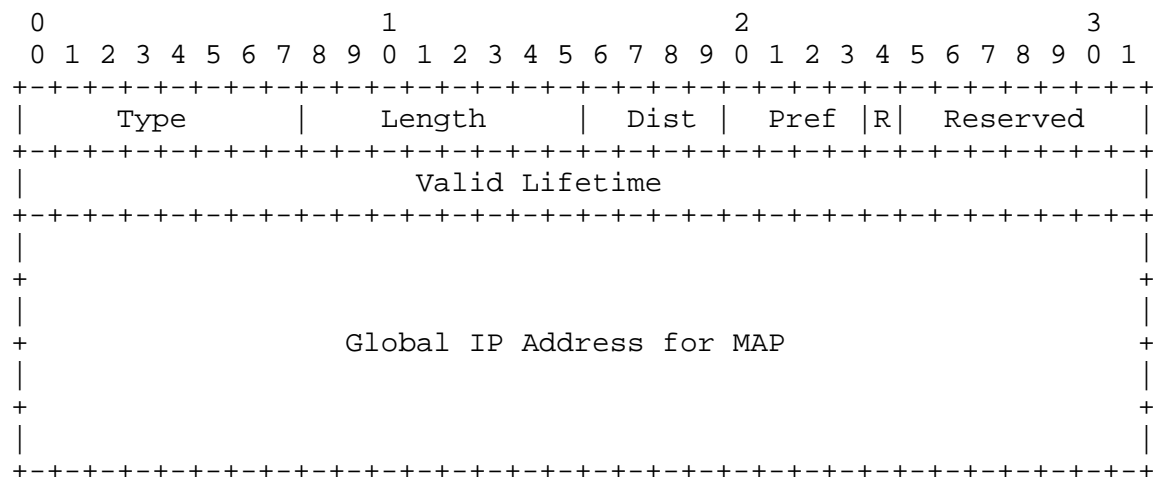 0                   1                   2                   3
 0 1 2 3 4 5 6 7 8 9 0 1 2 3 4 5 6 7 8 9 0 1 2 3 4 5 6 7 8 9 0 1
+-+-+-+-+-+-+-+-+-+-+-+-+-+-+-+-+-+-+-+-+-+-+-+-+-+-+-+-+-+-+-+-+
|     Type      |    Length     |  Dist |  Pref |R|  Reserved   |
+-+-+-+-+-+-+-+-+-+-+-+-+-+-+-+-+-+-+-+-+-+-+-+-+-+-+-+-+-+-+-+-+
|                      Valid Lifetime                           |
+-+-+-+-+-+-+-+-+-+-+-+-+-+-+-+-+-+-+-+-+-+-+-+-+-+-+-+-+-+-+-+-+
|                                                               |
+                                                               +
|                                                               |
+                  Global IP Address for MAP                    +
|                                                               |
+                                                               +
|                                                               |
+-+-+-+-+-+-+-+-+-+-+-+-+-+-+-+-+-+-+-+-+-+-+-+-+-+-+-+-+-+-+-+-+